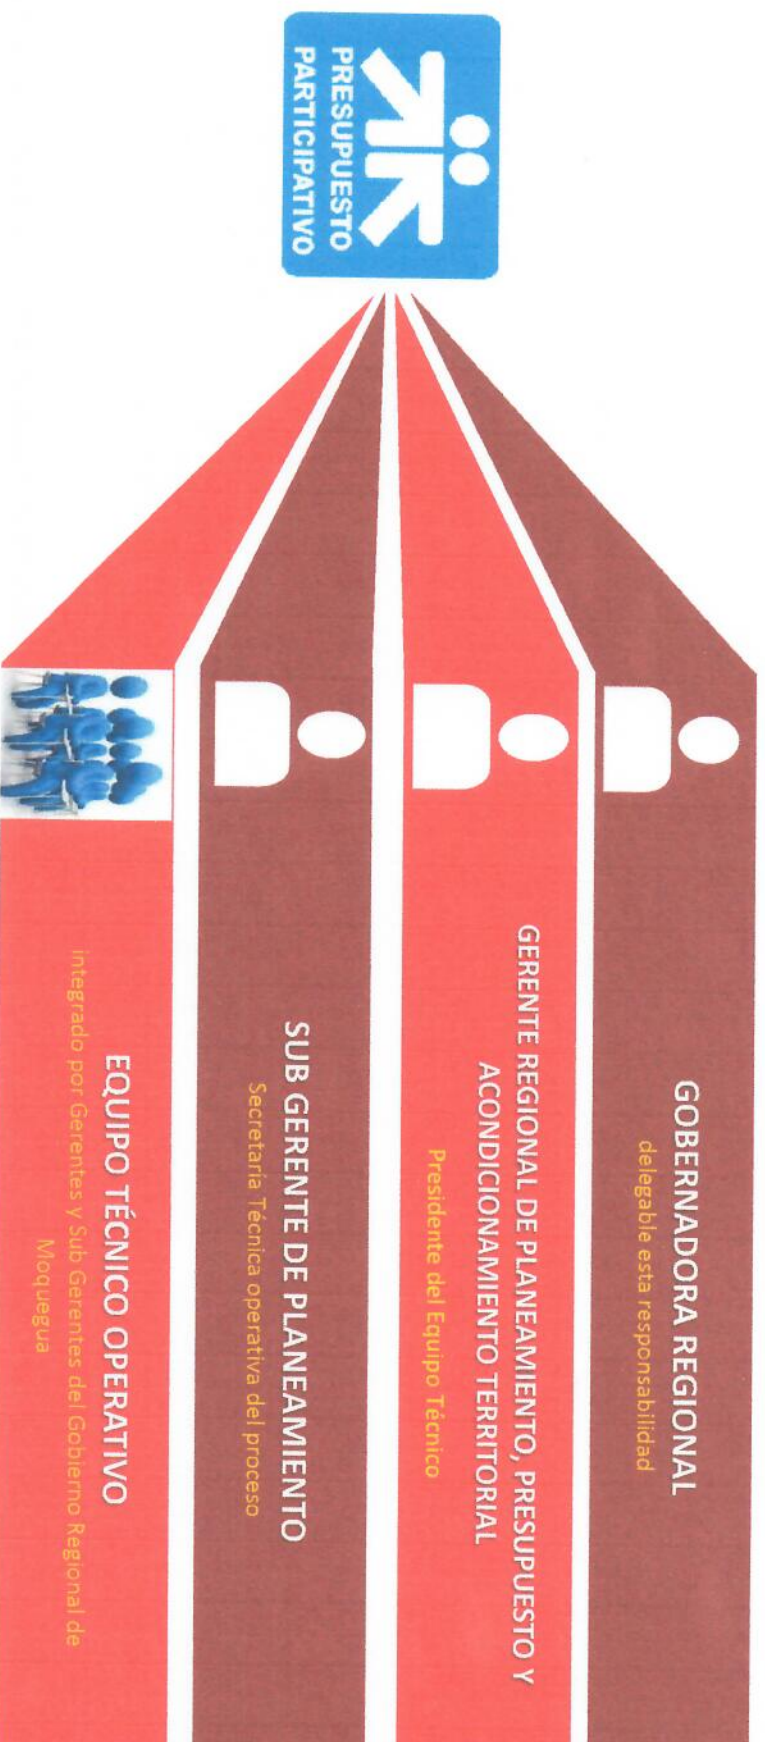 PRESUPUESTO
PARTICIPATIVO
GOBERNADORA REGIONAL
delegable esta responsabilidad
GERENTE REGIONAL DE PLANEAMIENTO, PRESUPUESTO Y
ACONDICIONAMIENTO TERRITORIAL
Presidente del Equipo Técnico
SUB GERENTE DE PLANEAMIENTO
Secretaria Técnica operativa del proceso
EQUIPO TÉCNICO OPERATIVO
integrado por Gerentes y Sub Gerentes del Gobierno Regional de
Moquegua